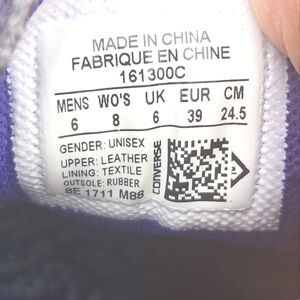 MADE IN CHINA
FABRIQUE EN CHINE
161300C
MENS WO'S UK EUR CM
6 8 6 39 24.5
GENDER: UNISEX
UPPER: LEATHER
LINING: TEXTILE
OUTSOLE: RUBBER
8E 1711 M86
CONVERSE